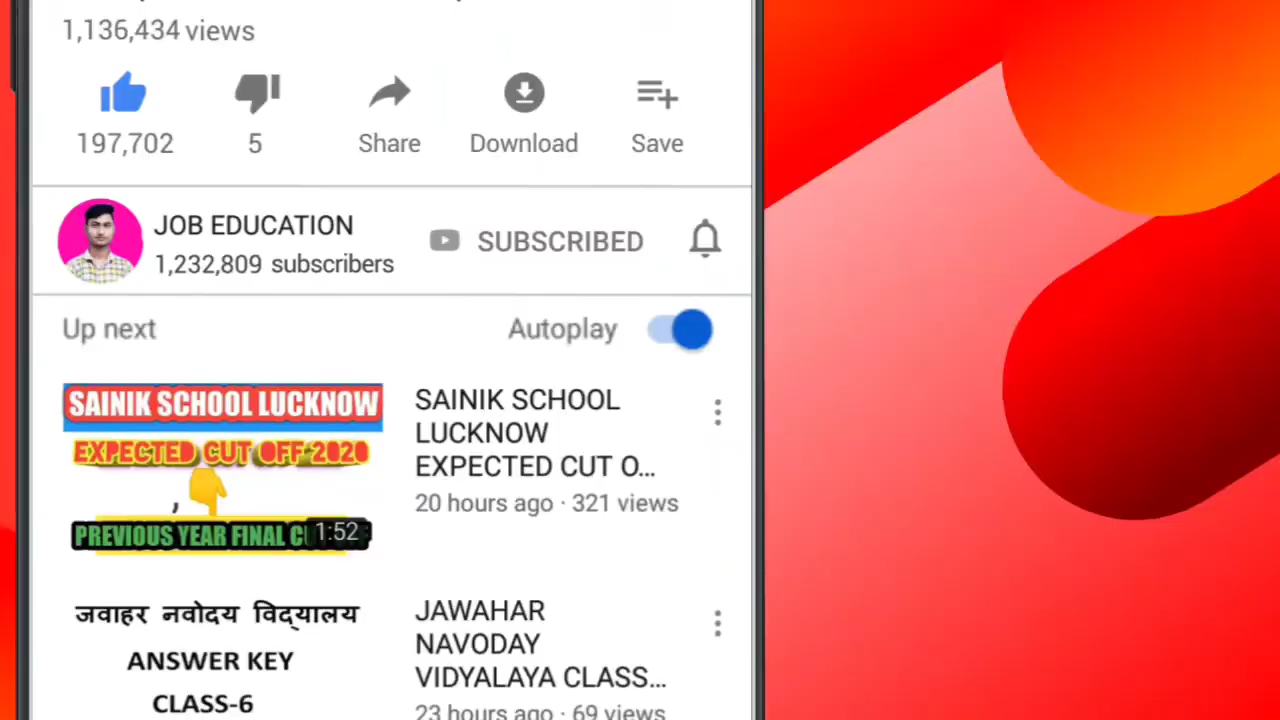 1,136,434 views
197,702
5
Share
Download
Save
JOB EDUCATION
SUBSCRIBED
1,232,809 subscribers
Up next
Autoplay
SAINIK SCHOOL LUCKNOW
EXPECTED CUT OFF 2020
,
PREVIOUS YEAR FINAL
1:52
SAINIK SCHOOL
LUCKNOW
EXPECTED CUT O...
20 hours ago · 321 views
जवाहर नवोदय विद्यालय
ANSWER KEY
CLASS-6
JAWAHAR
NAVODAY
VIDYALAYA CLASS...
23 hours ago · 69 views